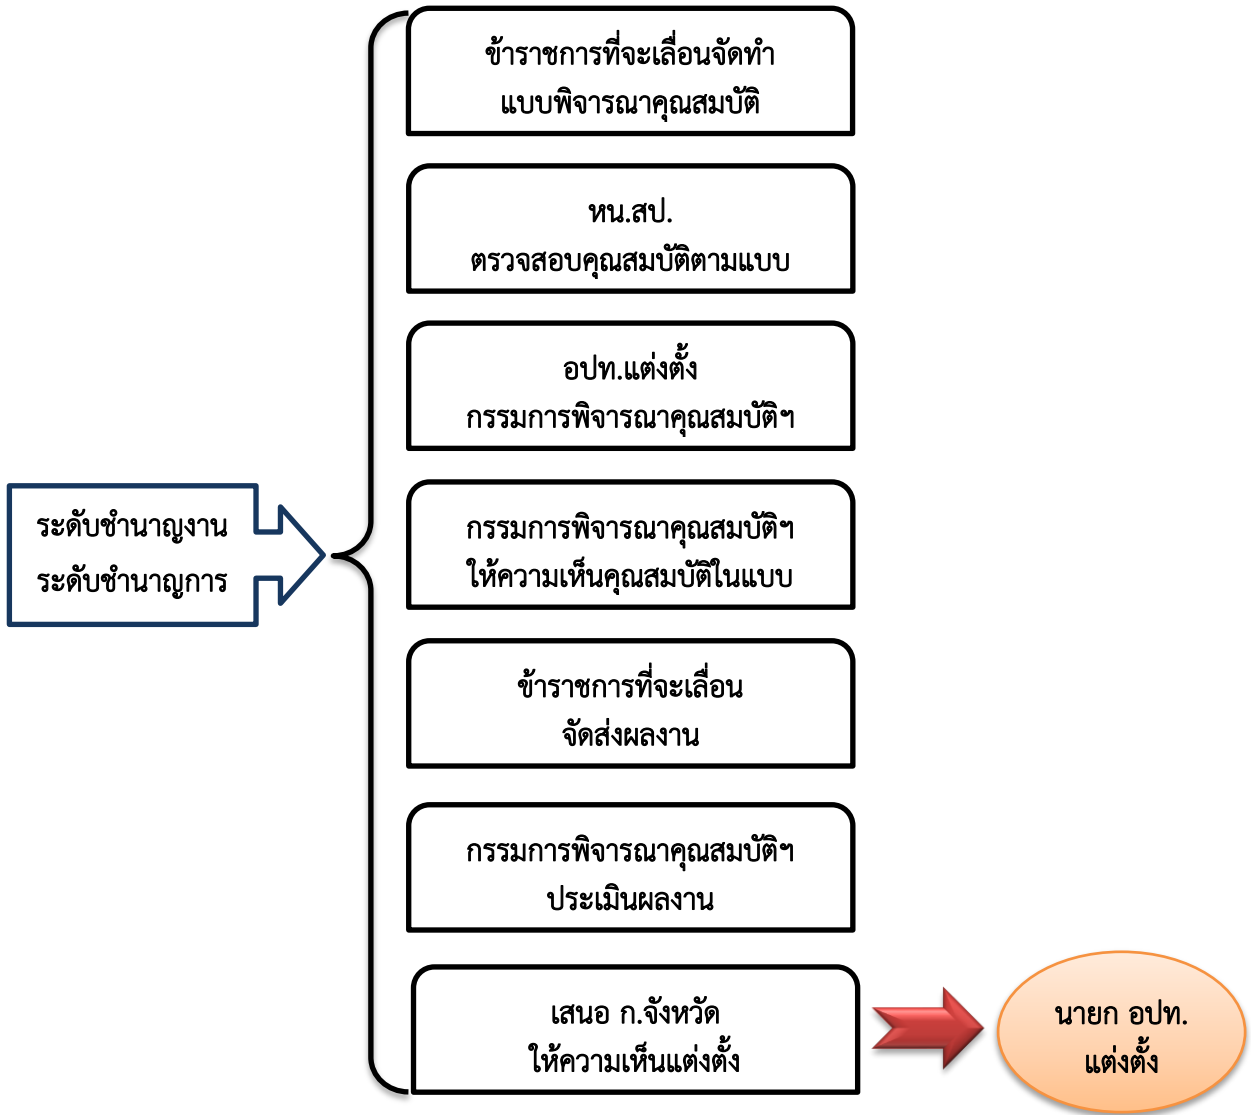 ข้าราชการที่จะเลื่อนจัดทำ
แบบพิจารณาคุณสมบัติ
หน.สป.
ตรวจสอบคุณสมบัติตามแบบ
อปท.แต่งตั้ง
กรรมการพิจารณาคุณสมบัติฯ
ระดับชำนาญงาน
ระดับชำนาญการ
กรรมการพิจารณาคุณสมบัติฯ
ให้ความเห็นคุณสมบัติในแบบ
ข้าราชการที่จะเลื่อน
จัดส่งผลงาน
กรรมการพิจารณาคุณสมบัติฯ
ประเมินผลงาน
เสนอ ก.จังหวัด
ให้ความเห็นแต่งตั้ง
นายก อปท.
แต่งตั้ง